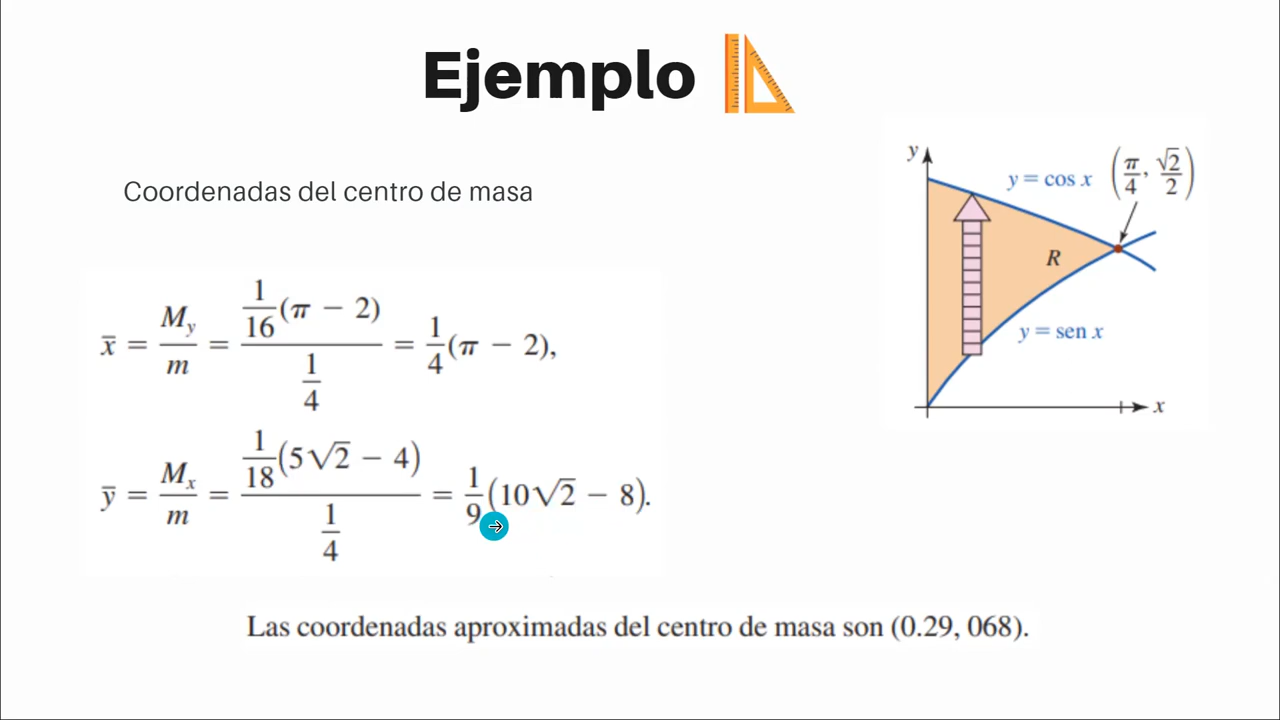 Ejemplo
Coordenadas del centro de masa
x̄ = M_y / m = (1/16 (π − 2)) / (1/4) = 1/4 (π − 2),
ȳ = M_x / m = (1/18 (5√2 − 4)) / (1/4) = 1/9 (10√2 − 8).
Las coordenadas aproximadas del centro de masa son (0.29, 068).
y
y = cos x
(π/4, √2/2)
R
y = sen x
x